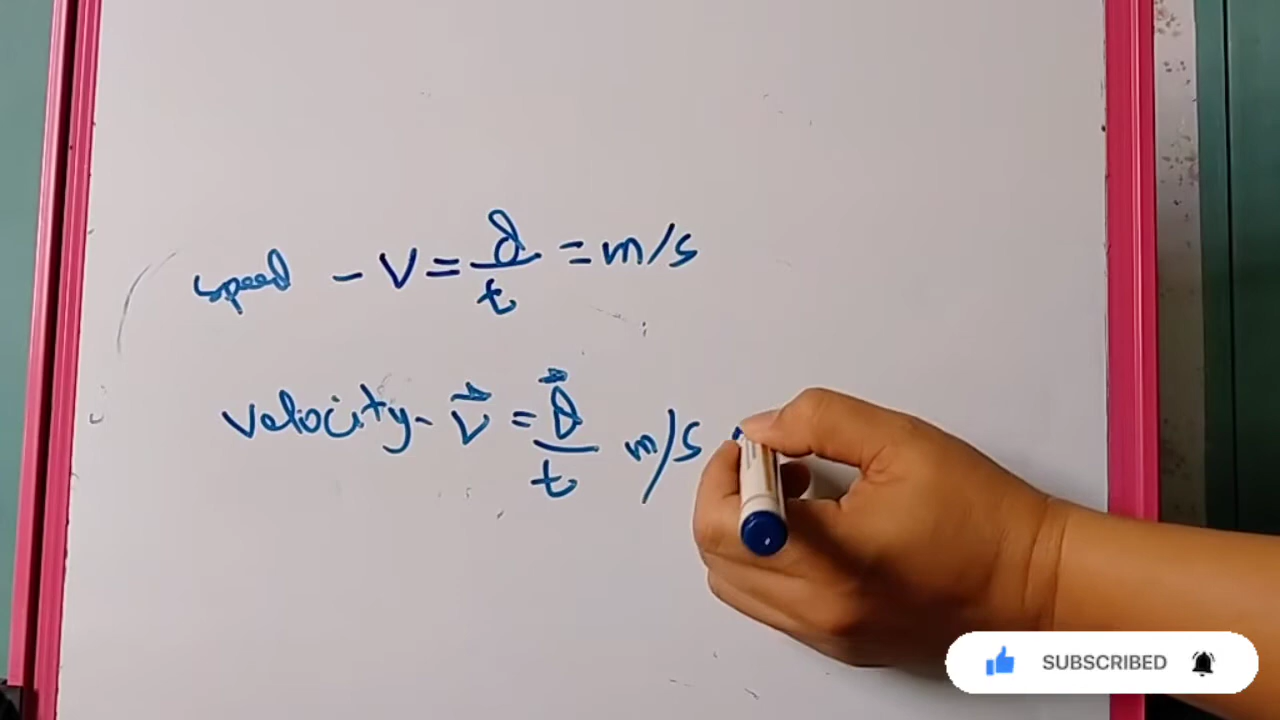 speed - V = d/t = m/s
velocity - v⃗ = d⃗/t m/s
SUBSCRIBED